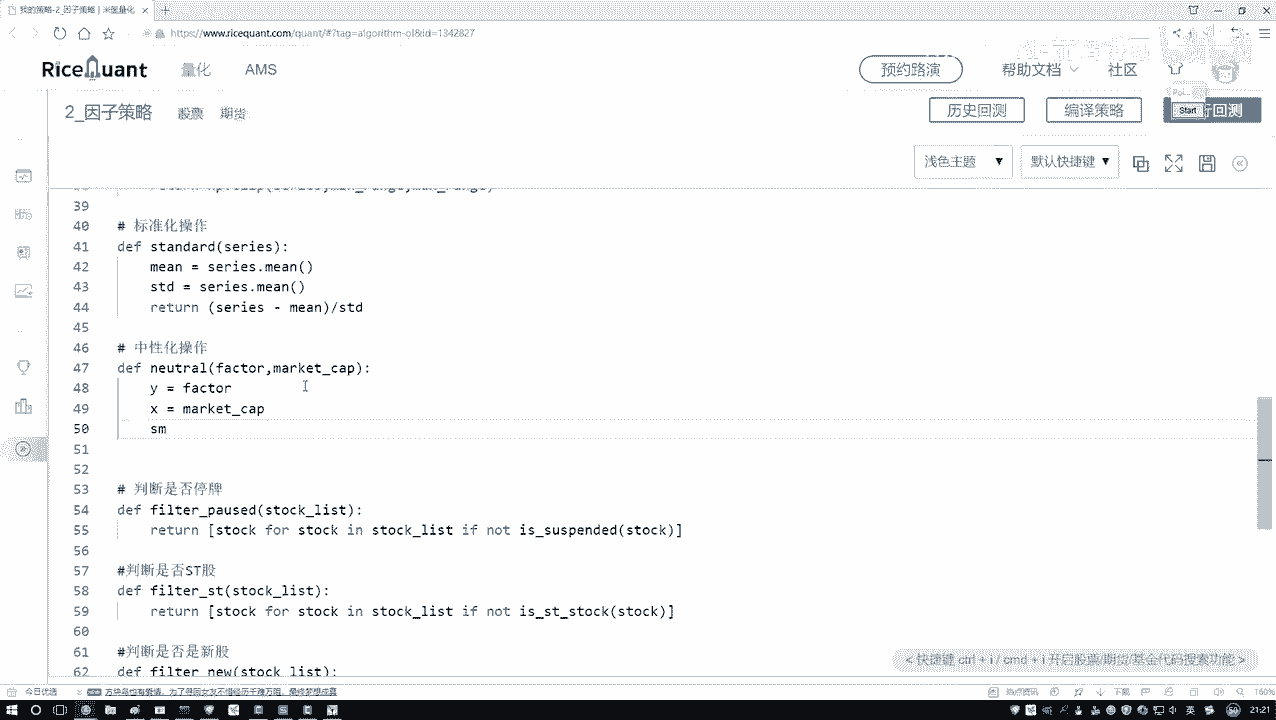 我的策略-2_因子策略 | 米匡量化
https://www.ricequant.com/quant/#?tag=algorithm-ol&id=1342827
RiceQuant 量化 AMS 预约路演 帮助文档 社区
2_因子策略 股票 期货 历史回测 编译策略 Start 行回测
浅色主题 默认快捷键
39
40 # 标准化操作
41 def standard(series):
42 mean = series.mean()
43 std = series.mean()
44 return (series - mean)/std
45
46 # 中性化操作
47 def neutral(factor,market_cap):
48 y = factor
49 x = market_cap
50 sm
51
52
53 # 判断是否停牌
54 def filter_paused(stock_list):
55 return [stock for stock in stock_list if not is_suspended(stock)]
56
57 #判断是否ST股
58 def filter_st(stock_list):
59 return [stock for stock in stock_list if not is_st_stock(stock)]
60
61 #判断是否是新股
62 def filter_new(stock_list):
<快捷键 ctrl + i / cmd + i 开启股票/期货/基金代码搜索功能>
今日优选 热点资讯 下载 160%
英 21:21